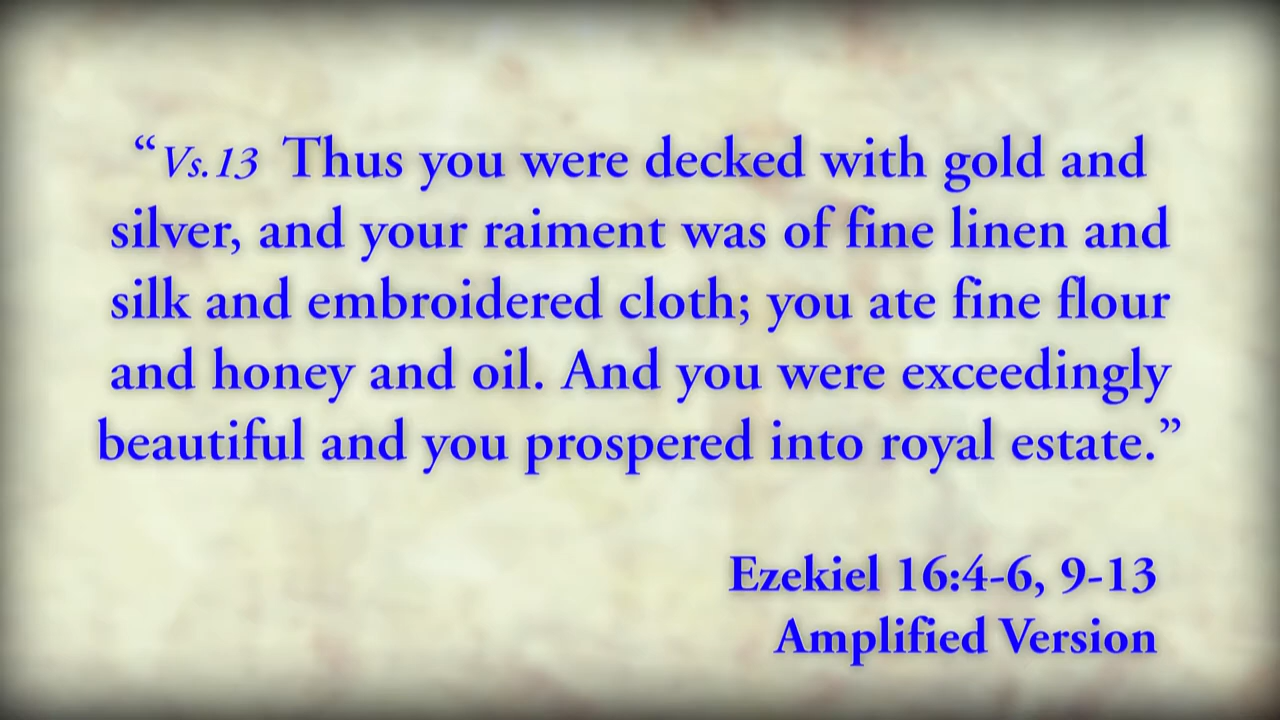 “Vs.13 Thus you were decked with gold and
silver, and your raiment was of fine linen and
silk and embroidered cloth; you ate fine flour
and honey and oil. And you were exceedingly
beautiful and you prospered into royal estate.”
Ezekiel 16:4-6, 9-13
Amplified Version